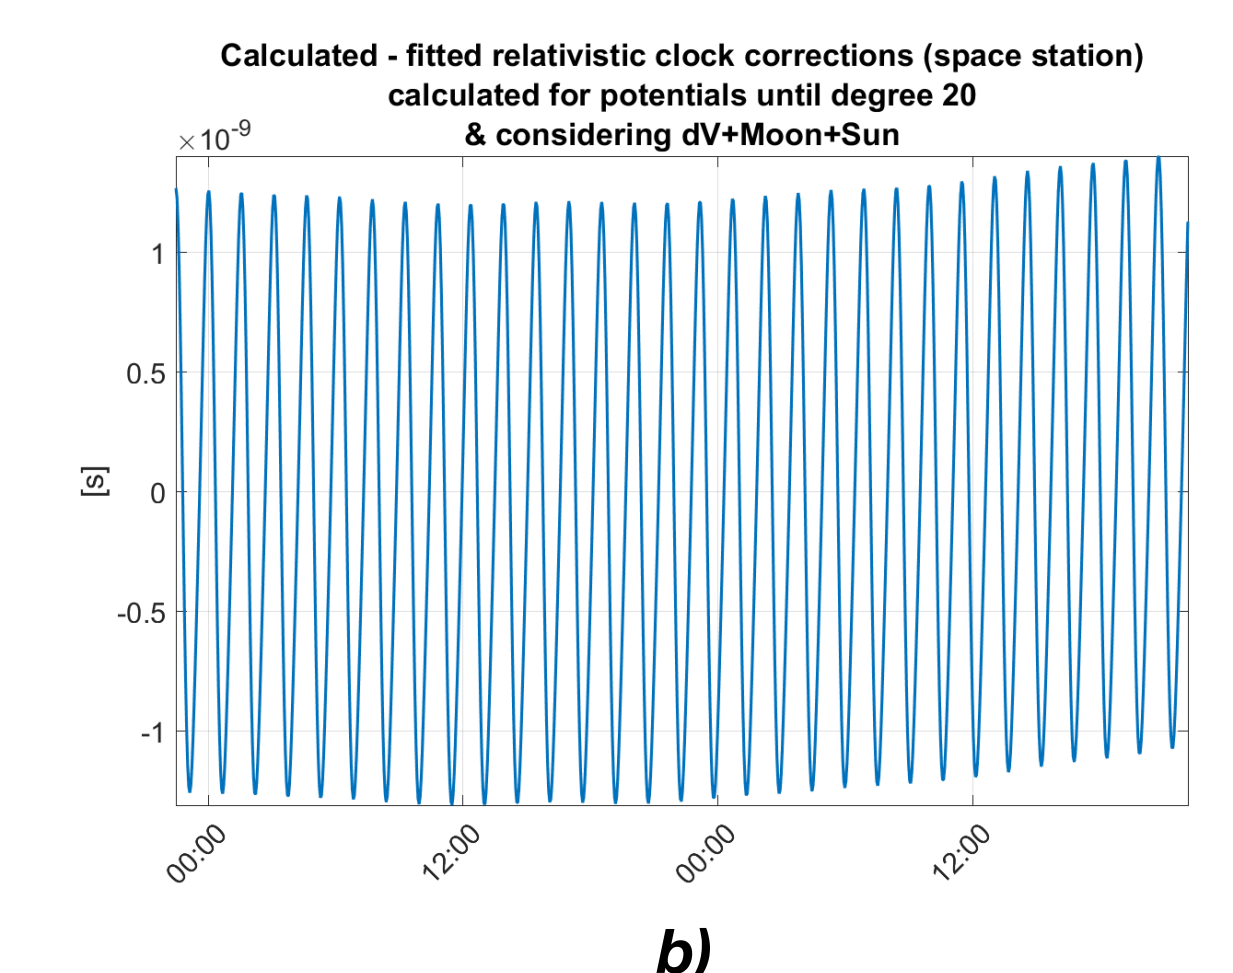 Calculated - fitted relativistic clock corrections (space station)
calculated for potentials until degree 20
& considering dV+Moon+Sun
×10-9
1
0.5
0
-0.5
-1
[s]
00:00
12:00
00:00
12:00
b)